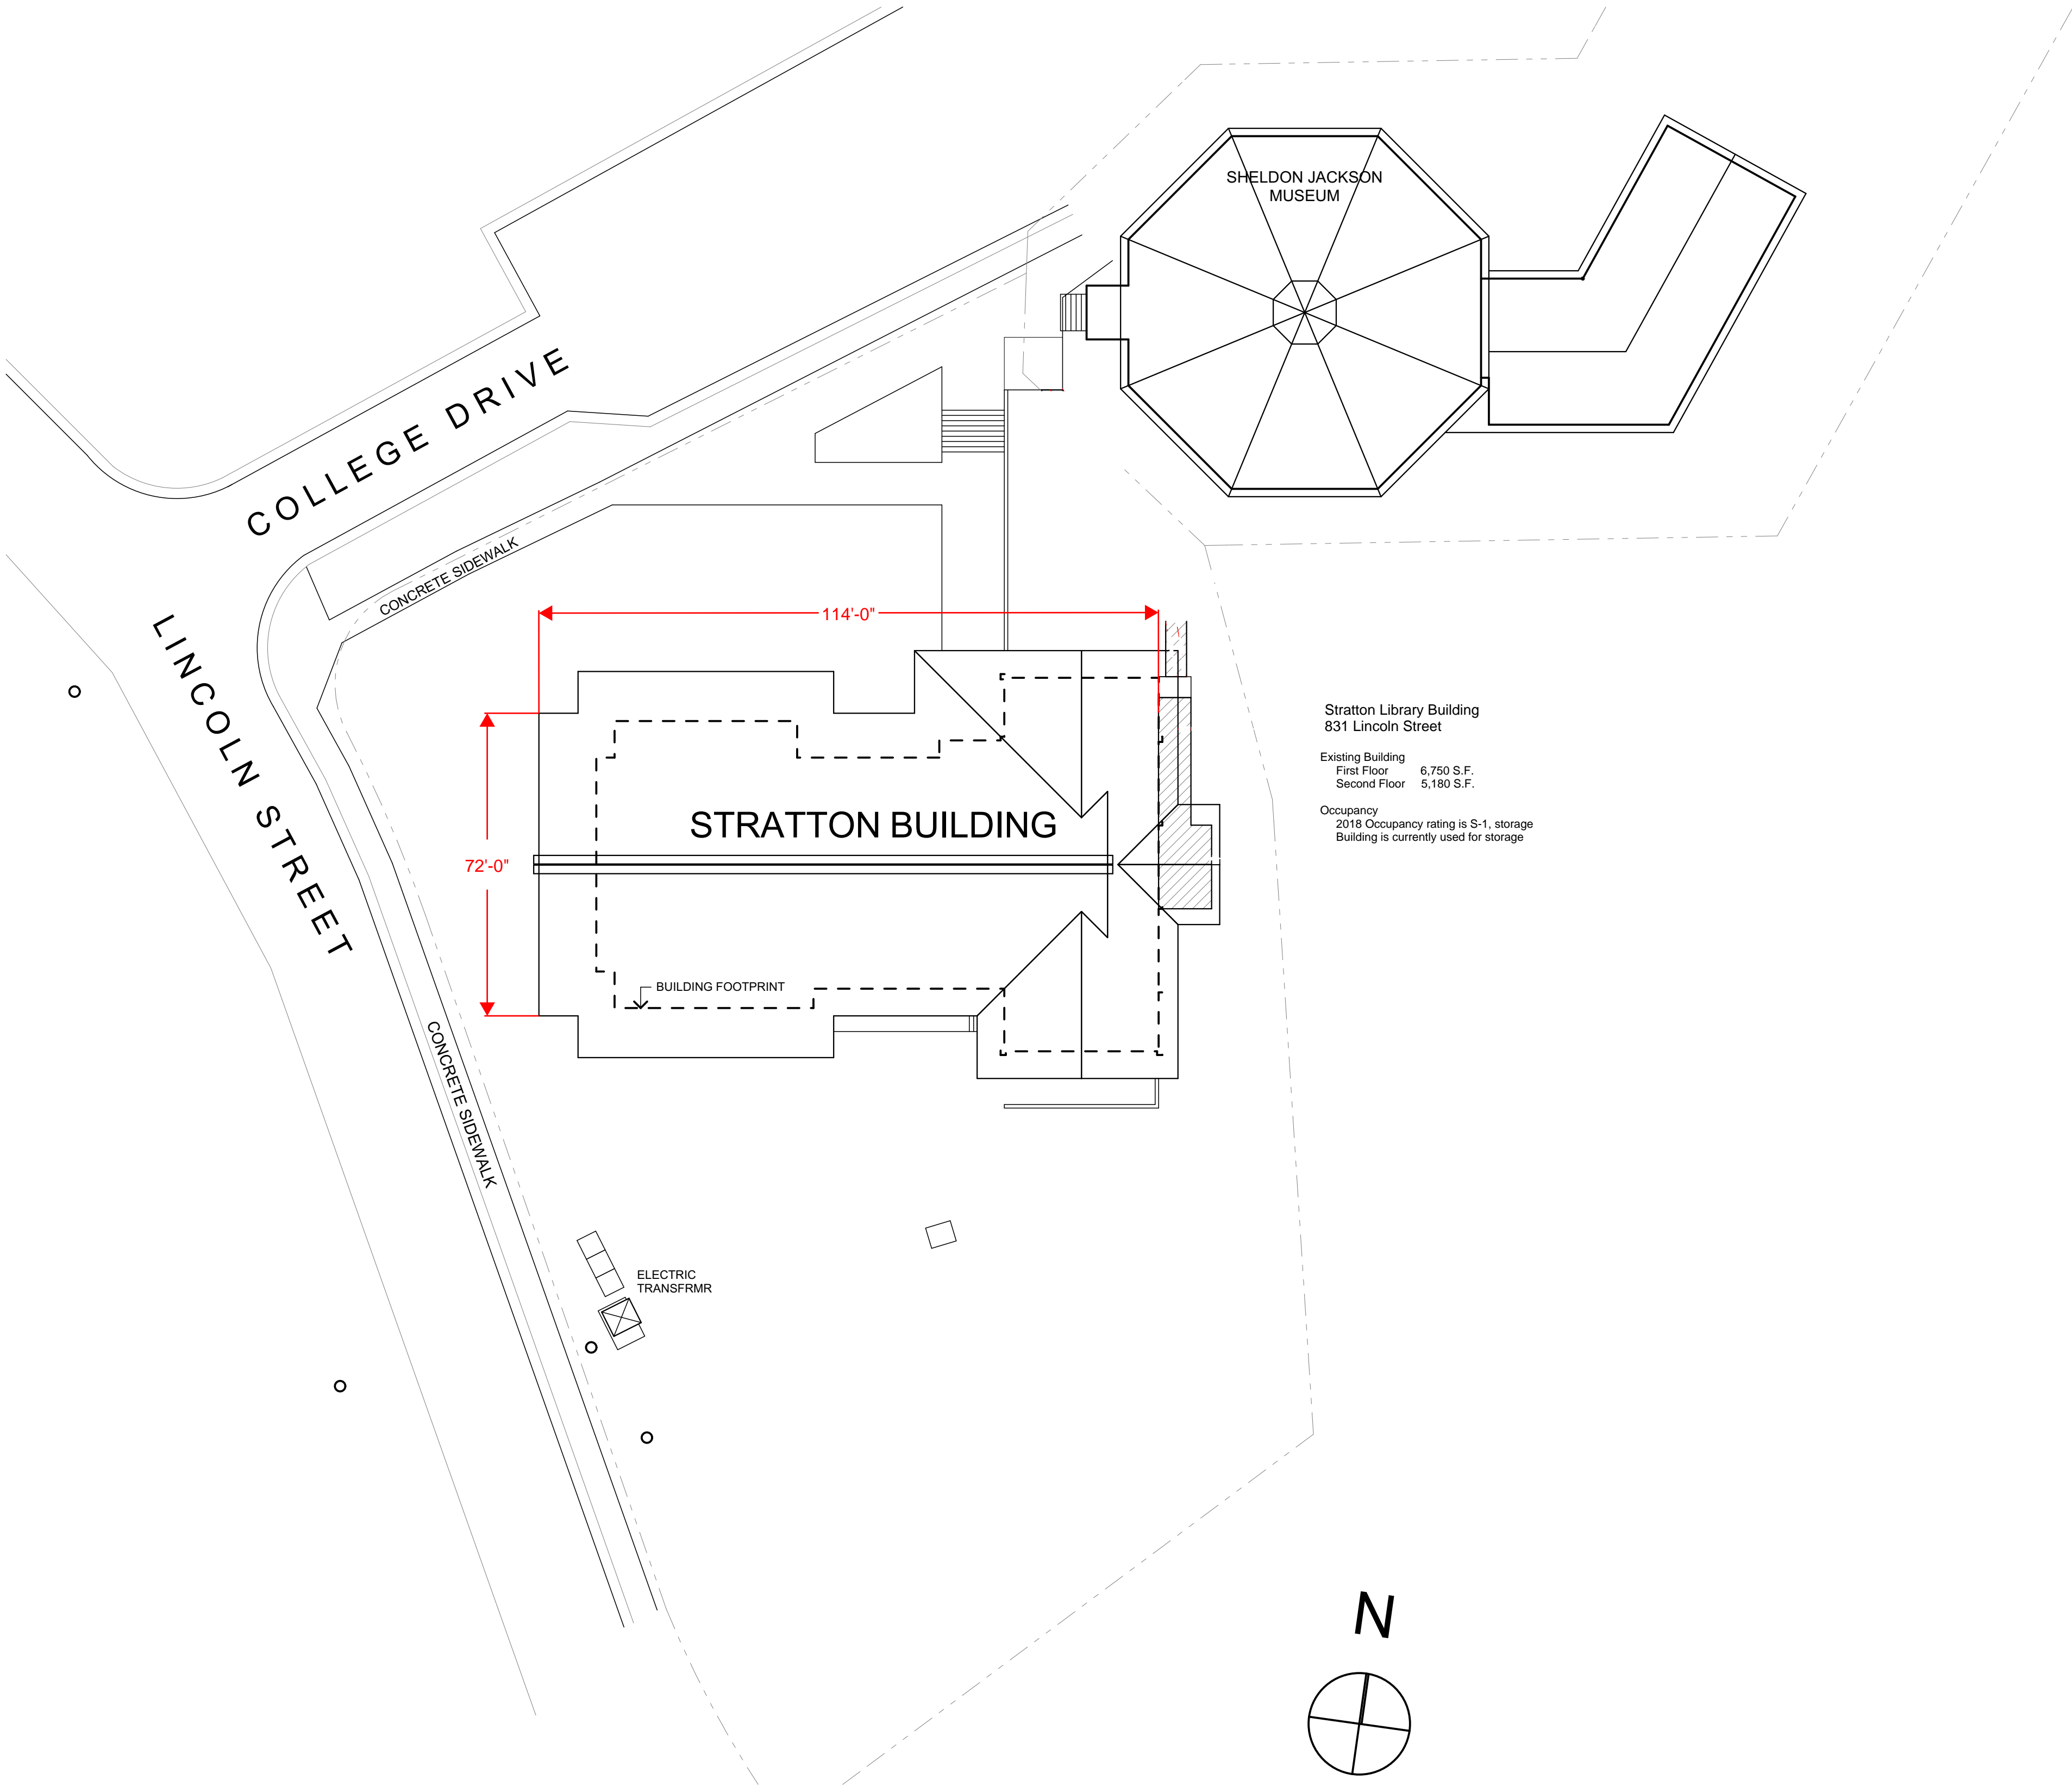 SHELDON JACKSON
MUSEUM
COLLEGE DRIVE
CONCRETE SIDEWALK
114'-0"
LINCOLN STREET
Stratton Library Building
831 Lincoln Street
Existing Building
First Floor 6,750 S.F.
Second Floor 5,180 S.F.
Occupancy
2018 Occupancy rating is S-1, storage
Building is currently used for storage
STRATTON BUILDING
72'-0"
BUILDING FOOTPRINT
CONCRETE SIDEWALK
ELECTRIC
TRANSFRMR
N